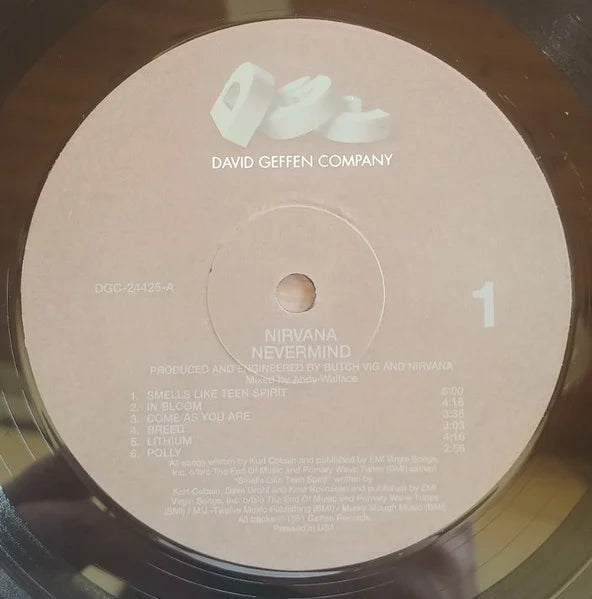 DAVID GEFFEN COMPANY
DGC-24425-A
1
NIRVANA
NEVERMIND
PRODUCED AND ENGINEERED BY BUTCH VIG AND NIRVANA
Mixed by Andy Wallace
1. SMELLS LIKE TEEN SPIRIT 5:00
2. IN BLOOM 4:15
3. COME AS YOU ARE 3:38
4. BREED 3:03
5. LITHIUM 4:16
6. POLLY 2:56
All songs written by Kurt Cobain and published by EMI Virgin Songs,
Inc. o/b/o The End Of Music and Primary Wave Tunes (BMI) except
"Smells Like Teen Spirit" written by
Kurt Cobain, Dave Grohl and Krist Novoselic and published by EMI
Virgin Songs, Inc. o/b/o The End Of Music and Primary Wave Tunes
(BMI) / M.J.-Twelve Music Publishing (BMI) / Murky Slough Music (BMI)
All tracks 1991 Geffen Records.
Pressed in USA